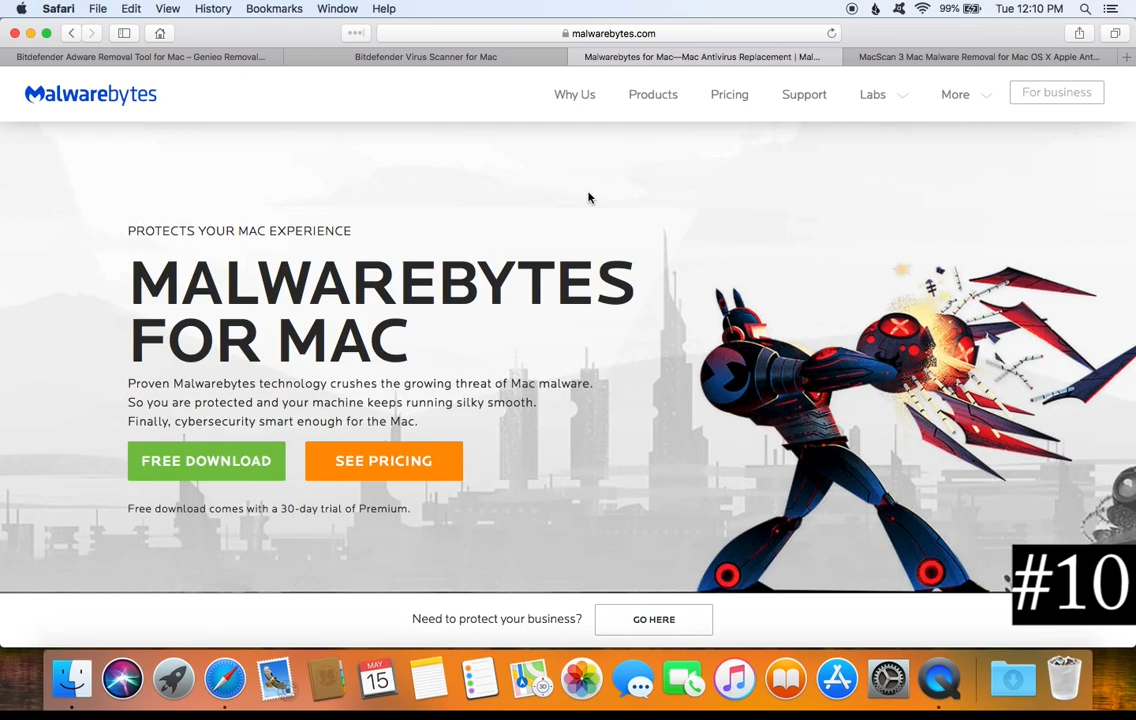 Safari File Edit View History Bookmarks Window Help 99% Tue 12:10 PM
malwarebytes.com
Bitdefender Adware Removal Tool for Mac – Genieo Removal... Bitdefender Virus Scanner for Mac Malwarebytes for Mac—Mac Antivirus Replacement | Mal... MacScan 3 Mac Malware Removal for Mac OS X Apple Ant...
Malwarebytes Why Us Products Pricing Support Labs More For business
PROTECTS YOUR MAC EXPERIENCE
MALWAREBYTES
FOR MAC
Proven Malwarebytes technology crushes the growing threat of Mac malware.
So you are protected and your machine keeps running silky smooth.
Finally, cybersecurity smart enough for the Mac.
FREE DOWNLOAD SEE PRICING
Free download comes with a 30-day trial of Premium.
#10
Need to protect your business? GO HERE
MAY
15
3D